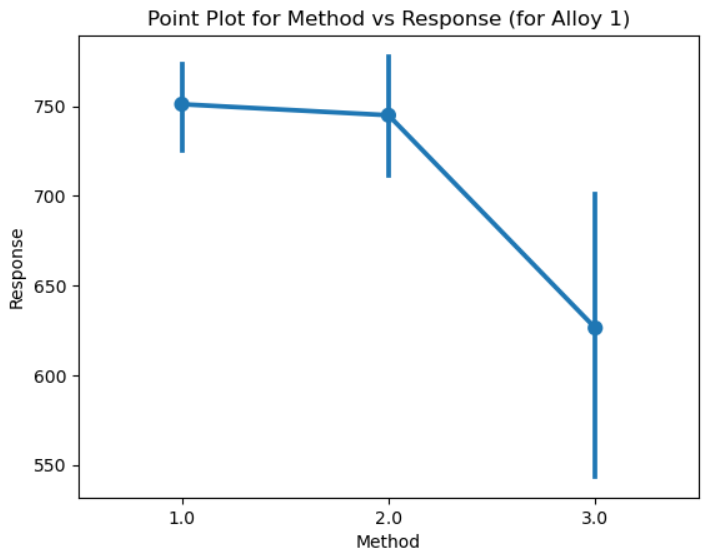 Point Plot for Method vs Response (for Alloy 1)
750
700
650
600
550
Response
1.0 2.0 3.0
Method